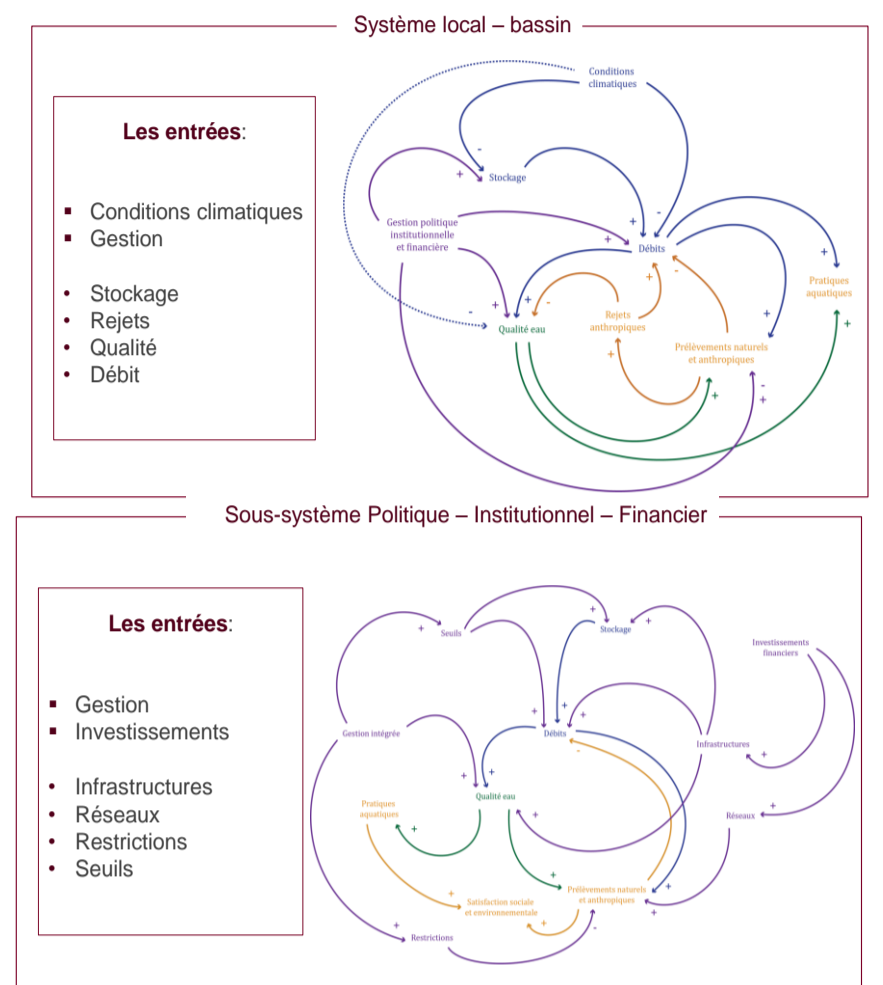 Système local – bassin
Les entrées:
▪ Conditions climatiques
▪ Gestion
• Stockage
• Rejets
• Qualité
• Débit
Conditions
climatiques
-
+
Stockage
Gestion politique
institutionnelle
et financière
+
-
+
Débits
+
Pratiques
aquatiques
+
-
+
+
-
-
Qualité eau
Rejets
anthropiques
+
+
Prélèvements naturels
et anthropiques
+
+
-
+
Sous-système Politique – Institutionnel – Financier
Les entrées:
▪ Gestion
▪ Investissements
• Infrastructures
• Réseaux
• Restrictions
• Seuils
+
Seuils
+
Stockage
+
Investissements
financiers
+
+
+
Gestion intégrée
Débits
-
Infrastructures
+
+
+
Qualité eau
+
Pratiques
aquatiques
+
Réseaux
+
+
Prélèvements naturels
et anthropiques
+
+
Satisfaction sociale
et environnementale
+
+
-
+
Restrictions